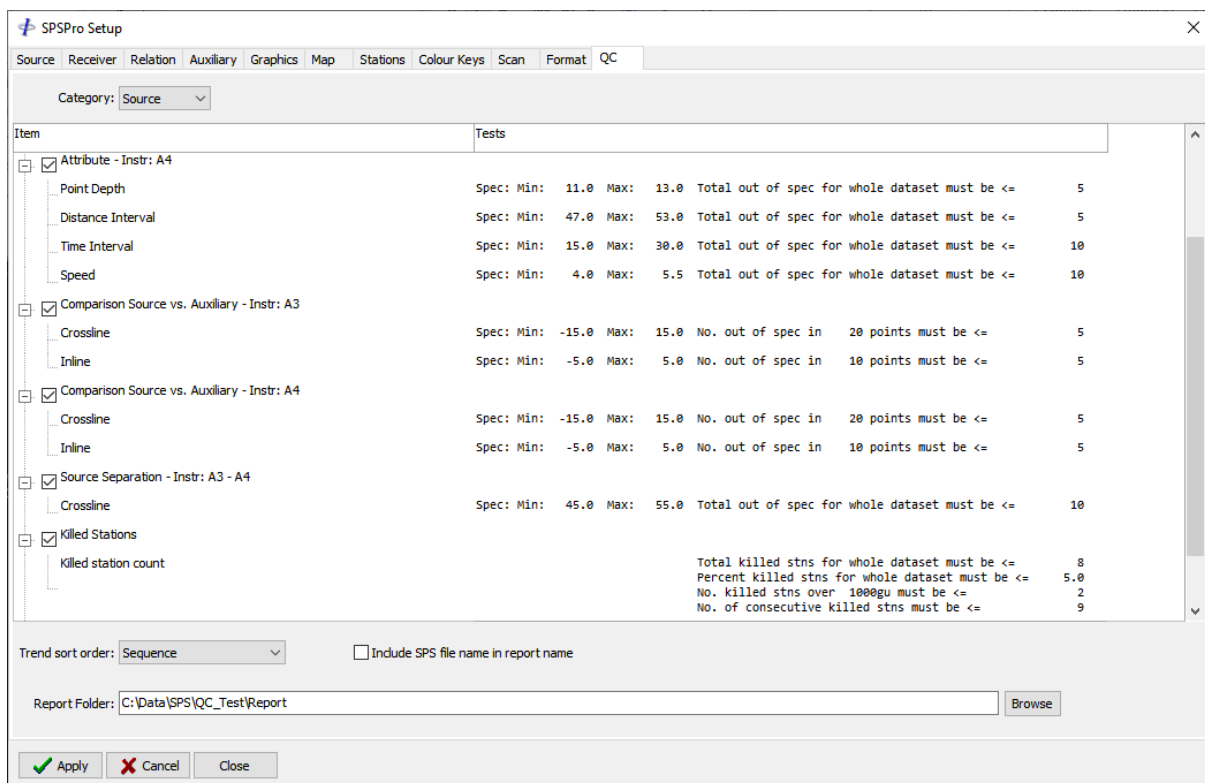 SPSPro Setup
Source Receiver Relation Auxiliary Graphics Map Stations Colour Keys Scan Format QC
Category: Source
Item Tests
Attribute - Instr: A4
Point Depth Spec: Min: 11.0 Max: 13.0 Total out of spec for whole dataset must be <= 5
Distance Interval Spec: Min: 47.0 Max: 53.0 Total out of spec for whole dataset must be <= 5
Time Interval Spec: Min: 15.0 Max: 30.0 Total out of spec for whole dataset must be <= 10
Speed Spec: Min: 4.0 Max: 5.5 Total out of spec for whole dataset must be <= 10
Comparison Source vs. Auxiliary - Instr: A3
Crossline Spec: Min: -15.0 Max: 15.0 No. out of spec in 20 points must be <= 5
Inline Spec: Min: -5.0 Max: 5.0 No. out of spec in 10 points must be <= 5
Comparison Source vs. Auxiliary - Instr: A4
Crossline Spec: Min: -15.0 Max: 15.0 No. out of spec in 20 points must be <= 5
Inline Spec: Min: -5.0 Max: 5.0 No. out of spec in 10 points must be <= 5
Source Separation - Instr: A3 - A4
Crossline Spec: Min: 45.0 Max: 55.0 Total out of spec for whole dataset must be <= 10
Killed Stations
Killed station count Total killed stns for whole dataset must be <= 8
Percent killed stns for whole dataset must be <= 5.0
No. killed stns over 1000gu must be <= 2
No. of consecutive killed stns must be <= 9
Trend sort order: Sequence Include SPS file name in report name
Report Folder: C:\Data\SPS\QC_Test\Report Browse
Apply Cancel Close